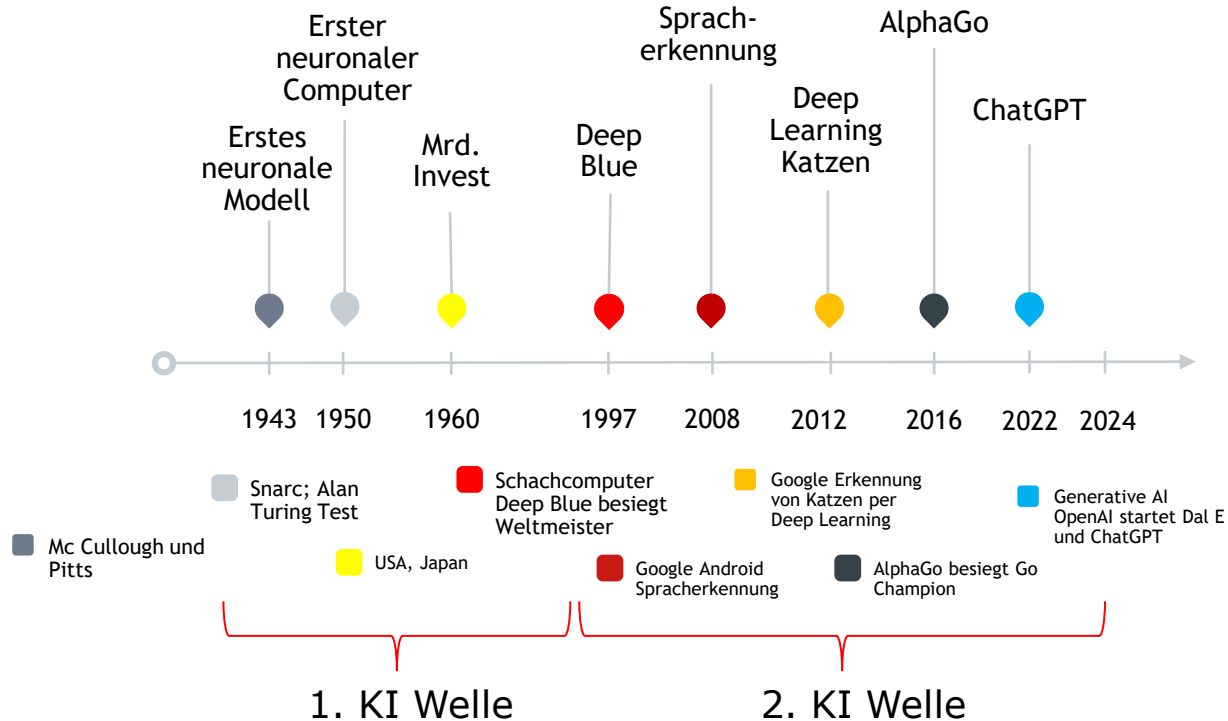 Erster
neuronaler
Computer
Sprach-
erkennung
AlphaGo
Erstes
neuronale
Modell
Mrd.
Invest
Deep
Blue
Deep
Learning
Katzen
ChatGPT
1943 1950 1960 1997 2008 2012 2016 2022 2024
Snarc; Alan
Turing Test
Schachcomputer
Deep Blue besiegt
Weltmeister
Google Erkennung
von Katzen per
Deep Learning
Generative AI
OpenAI startet Dal E
und ChatGPT
Mc Cullough und
Pitts
USA, Japan
Google Android
Spracherkennung
AlphaGo besiegt Go
Champion
1. KI Welle
2. KI Welle